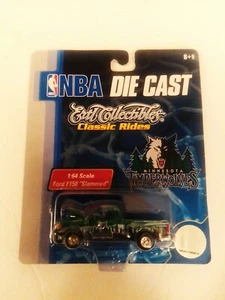 8+
NBA DIE CAST
Ertl Collectibles
Classic Rides
MINNESOTA
TIMBERWOLVES
1:64 Scale
Ford F150 "Slammed"